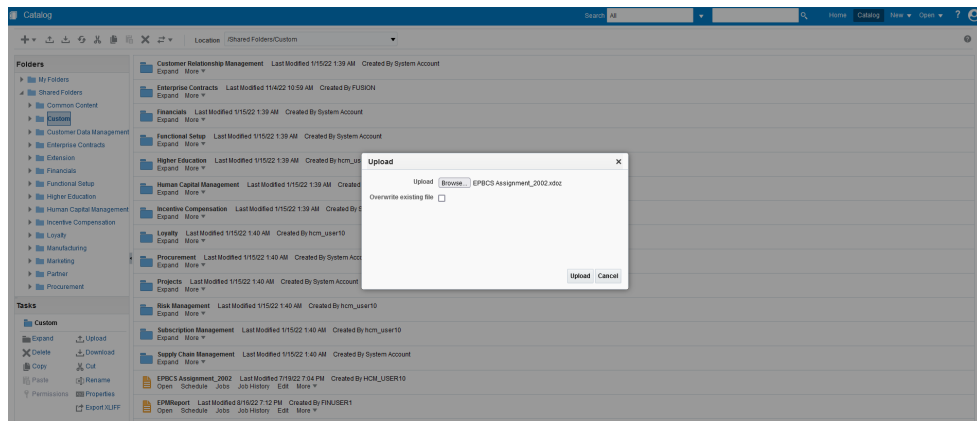 Catalog Search All Home Catalog New Open ?
Location /Shared Folders/Custom
Folders
My Folders
Shared Folders
Common Content
Custom
Customer Data Management
Enterprise Contracts
Extension
Financials
Functional Setup
Higher Education
Human Capital Management
Incentive Compensation
Loyalty
Manufacturing
Marketing
Partner
Procurement
Tasks
Custom
Expand Upload
Delete Download
Copy Cut
Paste Rename
Permissions Properties
Export XLIFF
Customer Relationship Management Last Modified 1/15/22 1:39 AM Created By System Account
Expand More
Enterprise Contracts Last Modified 11/4/22 10:59 AM Created By FUSION
Expand More
Financials Last Modified 1/15/22 1:39 AM Created By System Account
Expand More
Functional Setup Last Modified 1/15/22 1:39 AM Created By System Account
Expand More
Higher Education Last Modified 1/15/22 1:39 AM Created By hcm_us
Expand More
Human Capital Management Last Modified 1/15/22 1:39 AM Created
Expand More
Incentive Compensation Last Modified 1/15/22 1:39 AM Created By S
Expand More
Loyalty Last Modified 1/15/22 1:40 AM Created By hcm_user10
Expand More
Procurement Last Modified 1/15/22 1:40 AM Created By System Acco
Expand More
Projects Last Modified 1/15/22 1:40 AM Created By System Account
Expand More
Risk Management Last Modified 1/15/22 1:40 AM Created By hcm_user10
Expand More
Subscription Management Last Modified 1/15/22 1:40 AM Created By hcm_user10
Expand More
Supply Chain Management Last Modified 1/15/22 1:40 AM Created By System Account
Expand More
EPBCS Assignment_2002 Last Modified 7/19/22 7:04 PM Created By HCM_USER10
Open Schedule Jobs Job History Edit More
EPMReport Last Modified 8/16/22 7:12 PM Created By FINUSER1
Open Schedule Jobs Job History Edit More
Upload
Upload Browse... EPBCS Assignment_2002.xdoz
Overwrite existing file
Upload Cancel